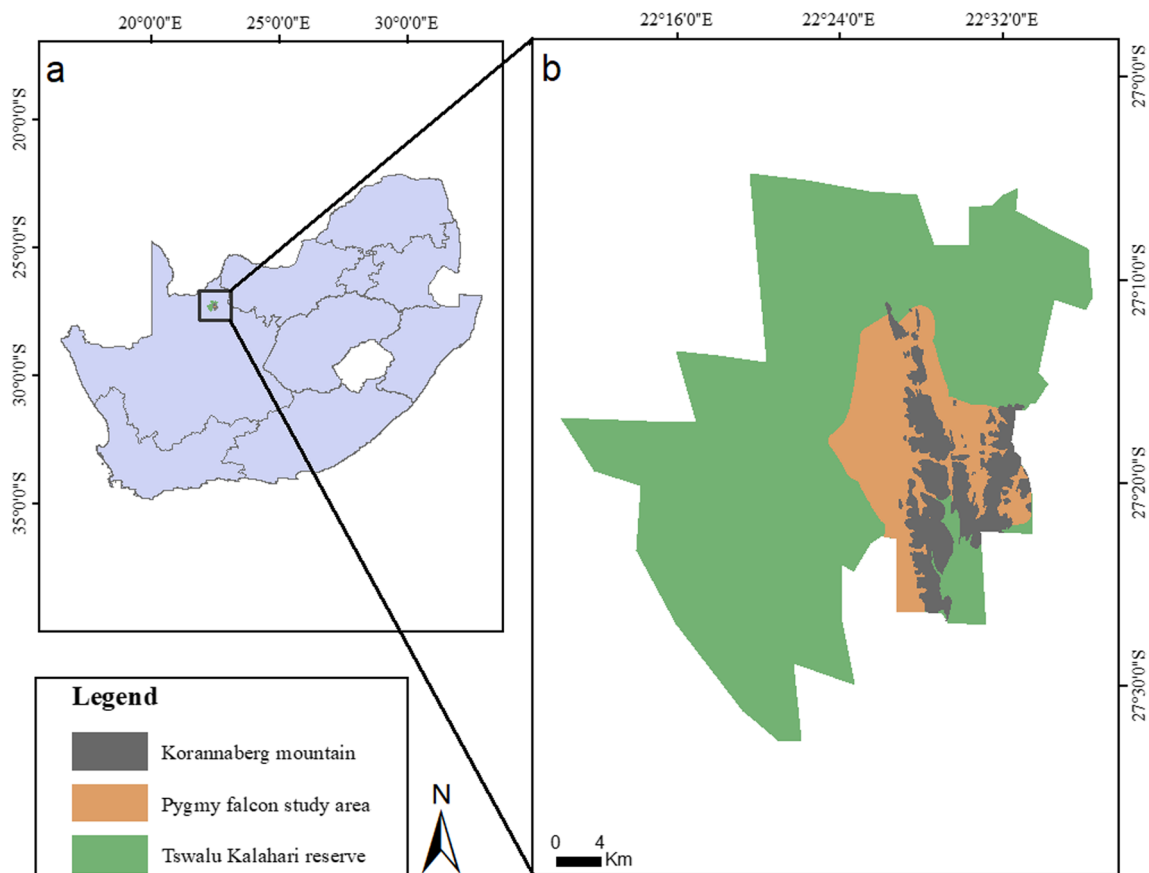 20°0'0"E 25°0'0"E 30°0'0"E
22°16'0"E 22°24'0"E 22°32'0"E
a
b
20°0'0"S
25°0'0"S
30°0'0"S
35°0'0"S
27°0'0"S
27°10'0"S
27°20'0"S
27°30'0"S
Legend
Korannaberg mountain
Pygmy falcon study area
Tswalu Kalahari reserve
N
0 4
Km